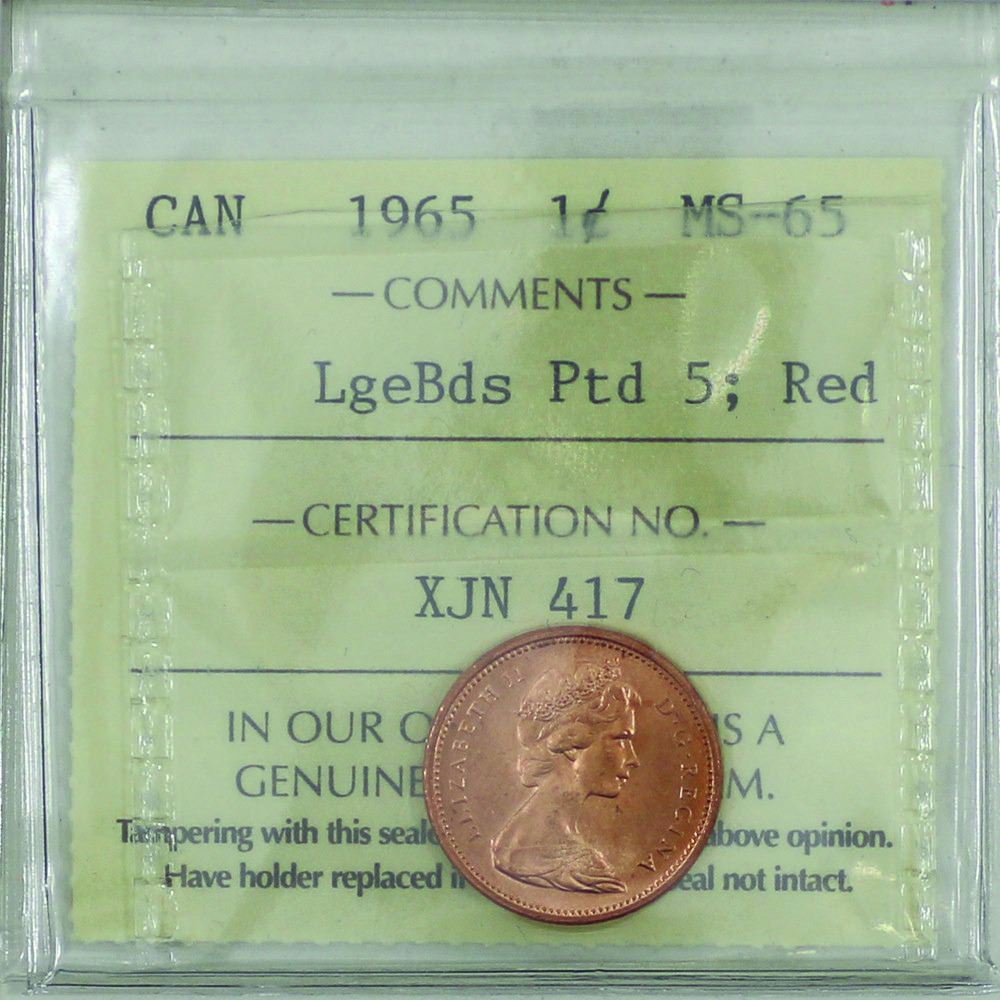 CAN 1965 1¢ MS-65
— COMMENTS —
LgeBds Ptd 5; Red
— CERTIFICATION NO. —
XJN 417
IN OUR O IS A
GENUINE M.
Tampering with this seale above opinion.
Have holder replaced i eal not intact.
ELIZABETH II D·G·REGINA